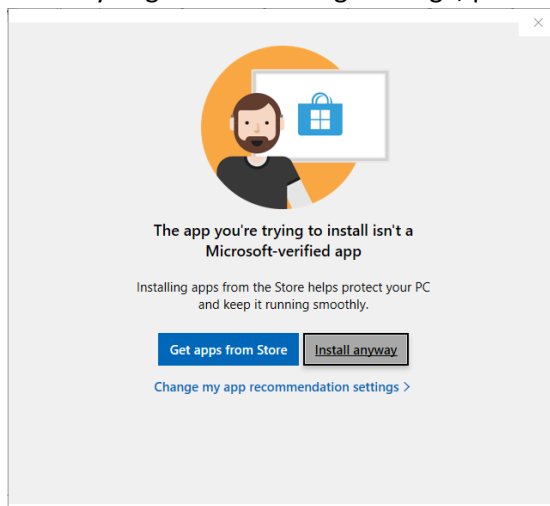 The app you're trying to install isn't a
Microsoft-verified app
Installing apps from the Store helps protect your PC
and keep it running smoothly.
Get apps from Store
Install anyway
Change my app recommendation settings >